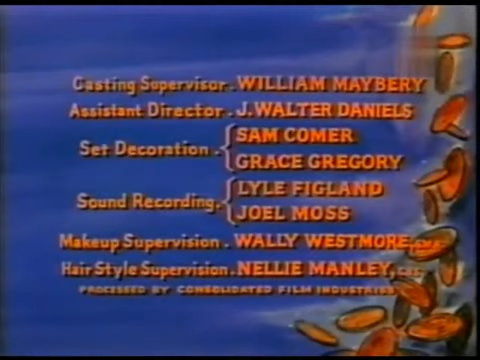 Casting Supervisor. WILLIAM MAYBERY
Assistant Director. J. WALTER DANIELS
Set Decoration. SAM COMER
GRACE GREGORY
Sound Recording. LYLE FIGLAND
JOEL MOSS
Makeup Supervision. WALLY WESTMORE,
Hair Style Supervision. NELLIE MANLEY, C.H.S.
PROCESSED BY CONSOLIDATED FILM INDUSTRIES